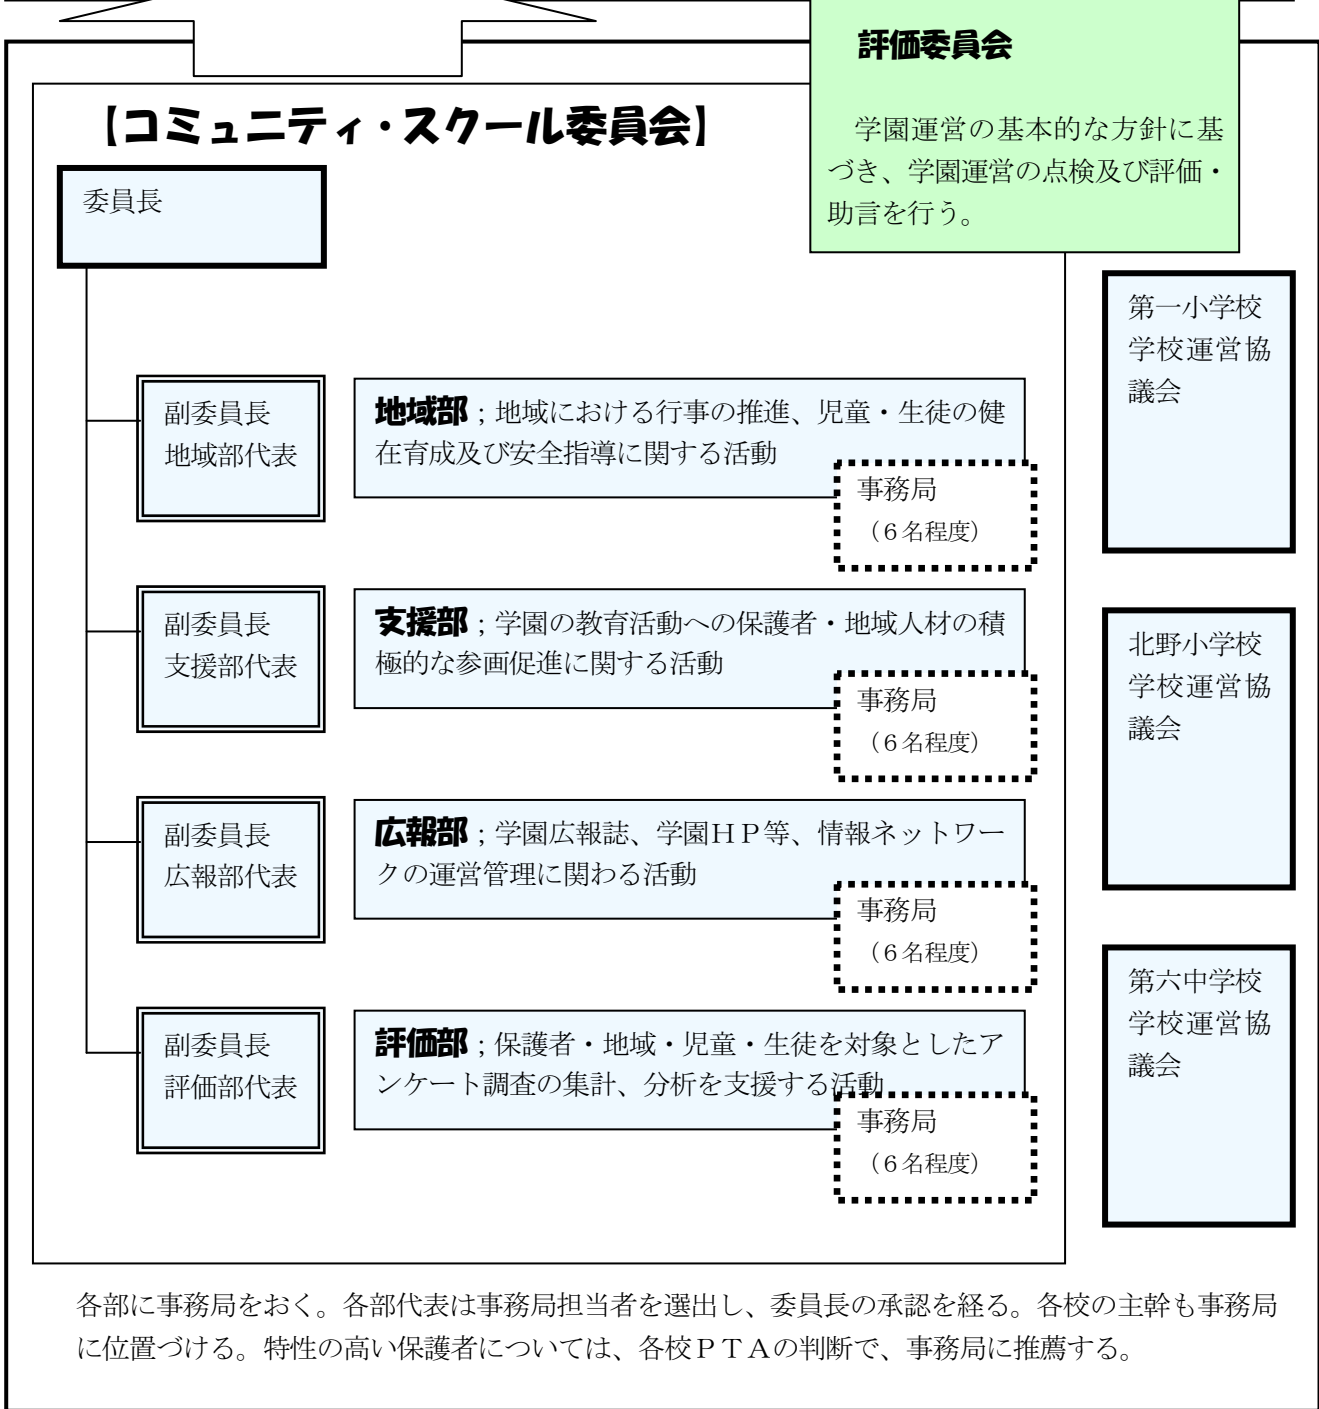 評価委員会
学園運営の基本的な方針に基
づき、学園運営の点検及び評価・
助言を行う。
【コミュニティ・スクール委員会】
委員長
副委員長
地域部代表
地域部；地域における行事の推進、児童・生徒の健
在育成及び安全指導に関する活動
事務局
（６名程度）
副委員長
支援部代表
支援部；学園の教育活動への保護者・地域人材の積
極的な参画促進に関する活動
事務局
（６名程度）
副委員長
広報部代表
広報部；学園広報誌、学園ＨＰ等、情報ネットワー
クの運営管理に関わる活動
事務局
（６名程度）
副委員長
評価部代表
評価部；保護者・地域・児童・生徒を対象としたア
ンケート調査の集計、分析を支援する活動
事務局
（６名程度）
第一小学校
学校運営協
議会
北野小学校
学校運営協
議会
第六中学校
学校運営協
議会
各部に事務局をおく。各部代表は事務局担当者を選出し、委員長の承認を経る。各校の主幹も事務局
に位置づける。特性の高い保護者については、各校ＰＴＡの判断で、事務局に推薦する。